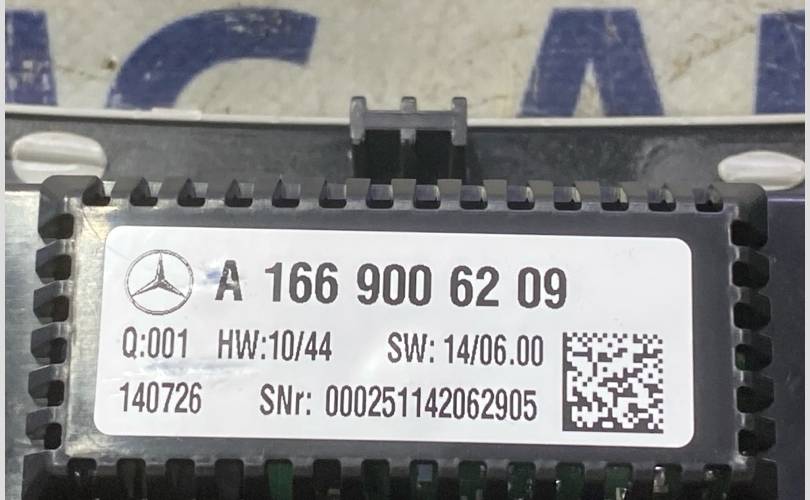 A 166 900 62 09
Q:001 HW:10/44 SW: 14/06.00
140726 SNr: 000251142062905